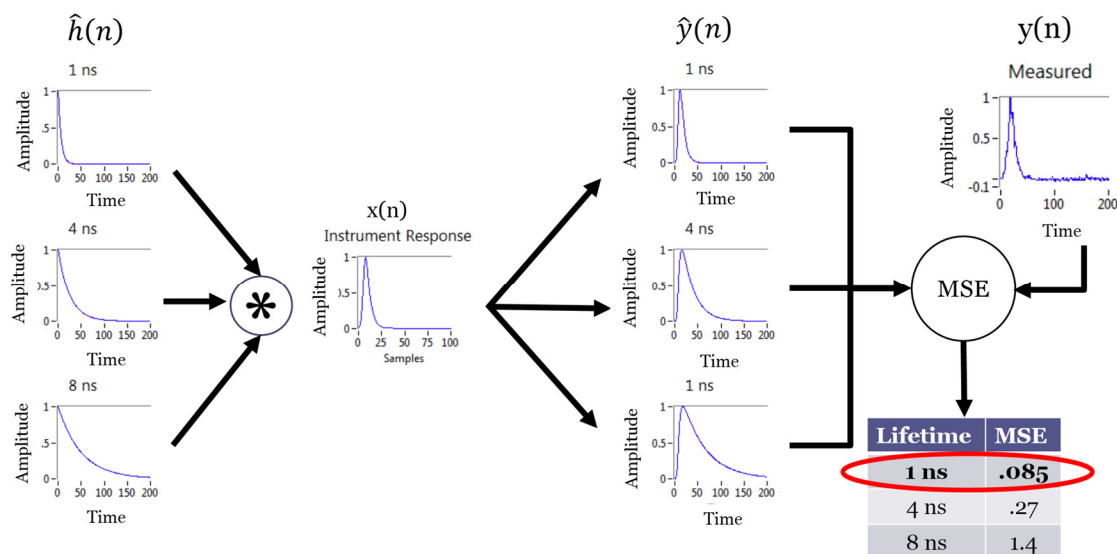 ĥ(n)
1 ns
Amplitude
1
.5
0
0 50 100 150 200
Time
4 ns
Amplitude
1
0.5
0
0 50 100 150 200
Time
8 ns
Amplitude
1
.5
0
0 50 100 150 200
Time
*
x(n)
Instrument Response
Amplitude
1
0.5
0
0 25 50 75 100
Samples
ŷ(n)
1 ns
Amplitude
1
0.5
0
0 50 100 150 200
Time
4 ns
Amplitude
1
0.5
0
0 50 100 150 200
Time
1 ns
Amplitude
1
.5
0
0 50 100 150 200
Time
y(n)
Measured
Amplitude
1
0.5
-0.1
0 50 100 150 200
Time
MSE
Lifetime MSE
1 ns .085
4 ns .27
8 ns 1.4